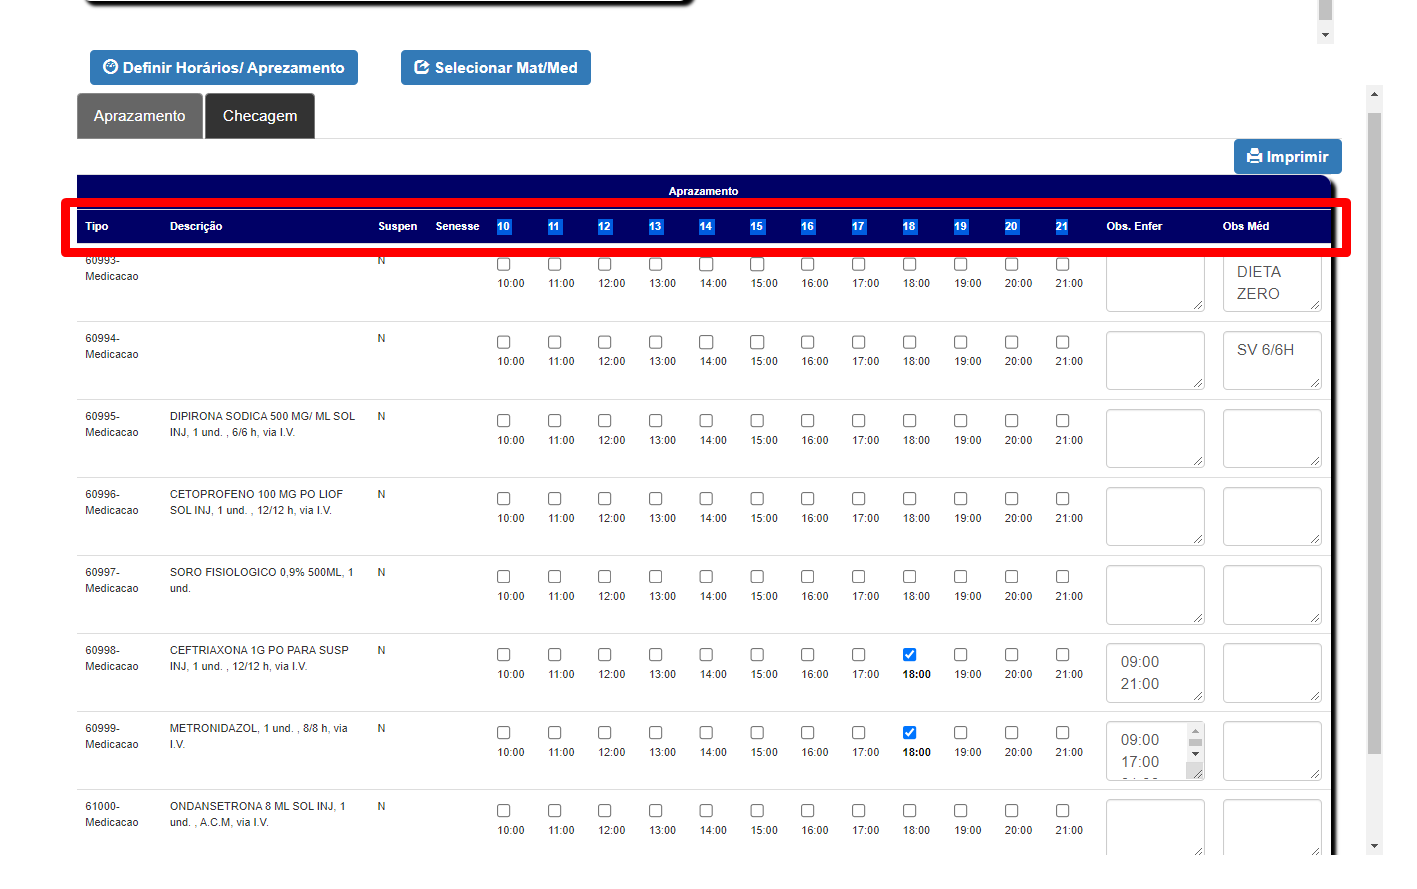 Definir Horários/ Aprezamento Selecionar Mat/Med
Aprazamento Checagem
Imprimir
Aprazamento
Tipo Descrição Suspen Senesse 10 11 12 13 14 15 16 17 18 19 20 21 Obs. Enfer Obs Méd
60993- N
Medicacao 10:00 11:00 12:00 13:00 14:00 15:00 16:00 17:00 18:00 19:00 20:00 21:00 DIETA
ZERO
60994- N
Medicacao 10:00 11:00 12:00 13:00 14:00 15:00 16:00 17:00 18:00 19:00 20:00 21:00 SV 6/6H
60995- DIPIRONA SODICA 500 MG/ ML SOL N
Medicacao INJ, 1 und. , 6/6 h, via I.V.
10:00 11:00 12:00 13:00 14:00 15:00 16:00 17:00 18:00 19:00 20:00 21:00
60996- CETOPROFENO 100 MG PO LIOF N
Medicacao SOL INJ, 1 und. , 12/12 h, via I.V.
10:00 11:00 12:00 13:00 14:00 15:00 16:00 17:00 18:00 19:00 20:00 21:00
60997- SORO FISIOLOGICO 0,9% 500ML, 1 N
Medicacao und.
10:00 11:00 12:00 13:00 14:00 15:00 16:00 17:00 18:00 19:00 20:00 21:00
60998- CEFTRIAXONA 1G PO PARA SUSP N
Medicacao INJ, 1 und. , 12/12 h, via I.V. 09:00
10:00 11:00 12:00 13:00 14:00 15:00 16:00 17:00 18:00 19:00 20:00 21:00 21:00
60999- METRONIDAZOL, 1 und. , 8/8 h, via N
Medicacao I.V. 09:00
10:00 11:00 12:00 13:00 14:00 15:00 16:00 17:00 18:00 19:00 20:00 21:00 17:00
61000- ONDANSETRONA 8 ML SOL INJ, 1 N
Medicacao und. , A.C.M, via I.V.
10:00 11:00 12:00 13:00 14:00 15:00 16:00 17:00 18:00 19:00 20:00 21:00